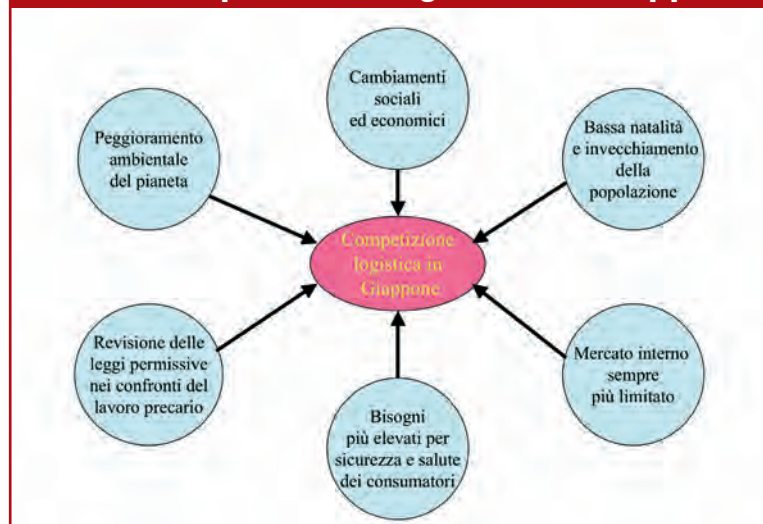 Cambiamenti
sociali
ed economici
Peggioramento
ambientale
del pianeta
Bassa natalità
e invecchiamento
della
popolazione
Competizione
logistica in
Giappone
Revisione delle
leggi permissive
nei confronti del
lavoro precario
Mercato interno
sempre
più limitato
Bisogni
più elevati per
sicurezza e salute
dei consumatori